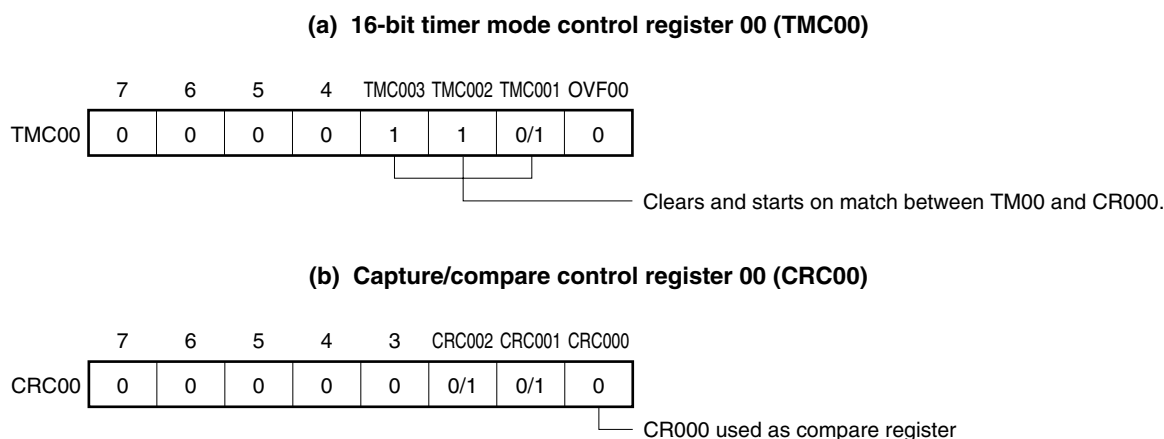 (a) 16-bit timer mode control register 00 (TMC00)
7 6 5 4 TMC003 TMC002 TMC001 OVF00
TMC00 0 0 0 0 1 1 0/1 0
Clears and starts on match between TM00 and CR000.
(b) Capture/compare control register 00 (CRC00)
7 6 5 4 3 CRC002 CRC001 CRC000
CRC00 0 0 0 0 0 0/1 0/1 0
CR000 used as compare register